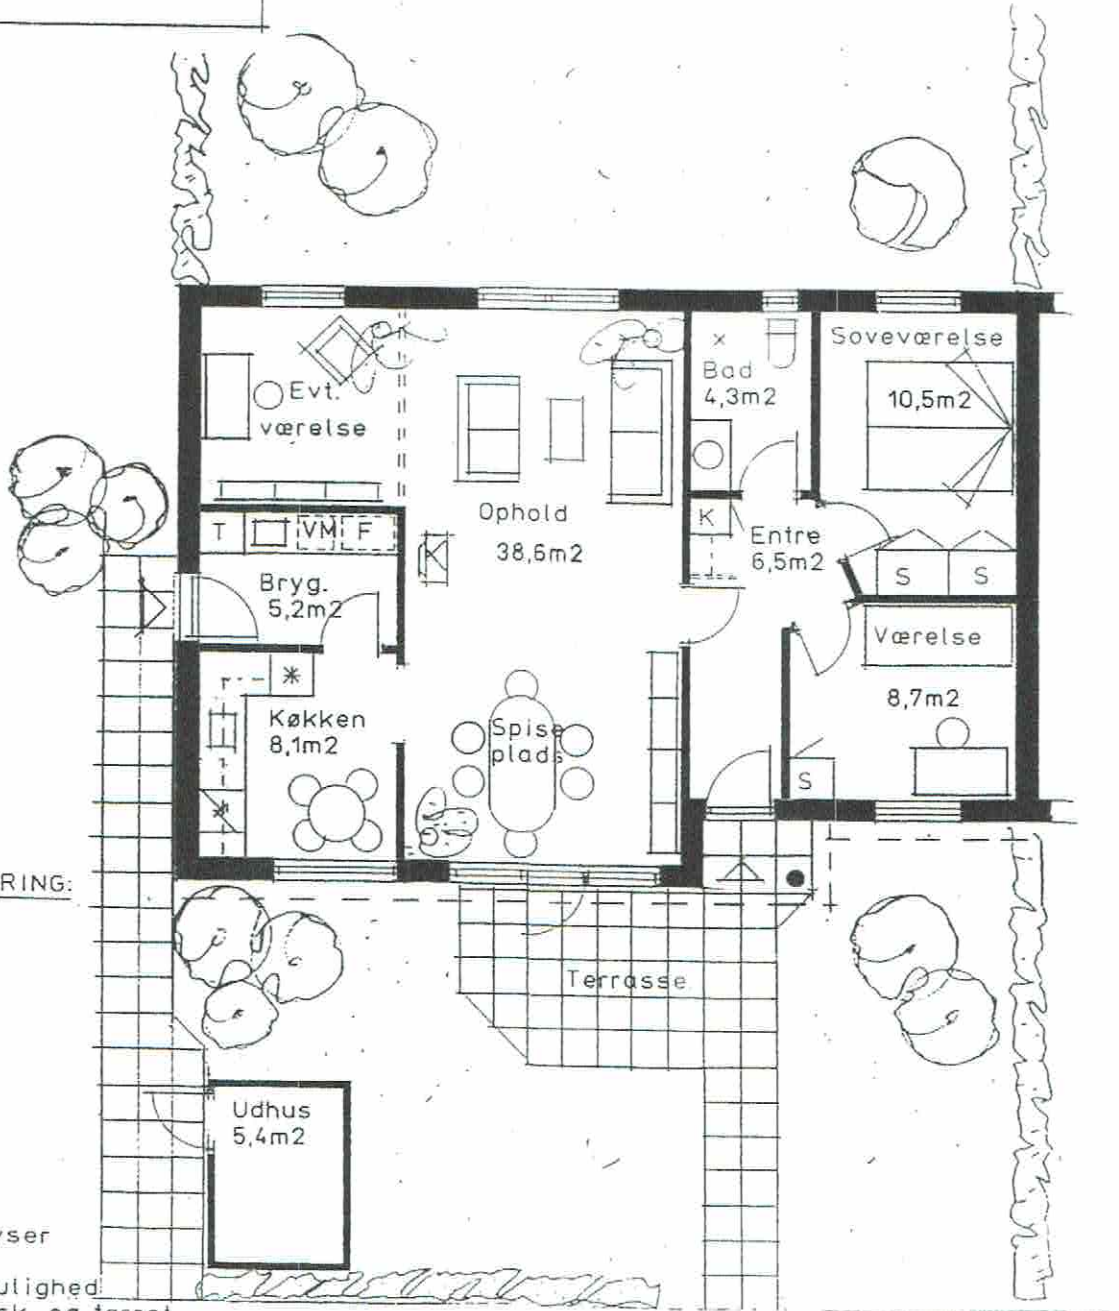 Soveværelse
10,5m2
Bad
4,3m2
Evt.
værelse
Ophold
38,6m2
T
VM
F
K
Entre
6,5m2
S
S
Bryg.
5,2m2
Værelse
8,7m2
S
Køkken
8,1m2
Spise
plads
RING:
Terrasse
Udhus
5,4m2
yser
ulighed